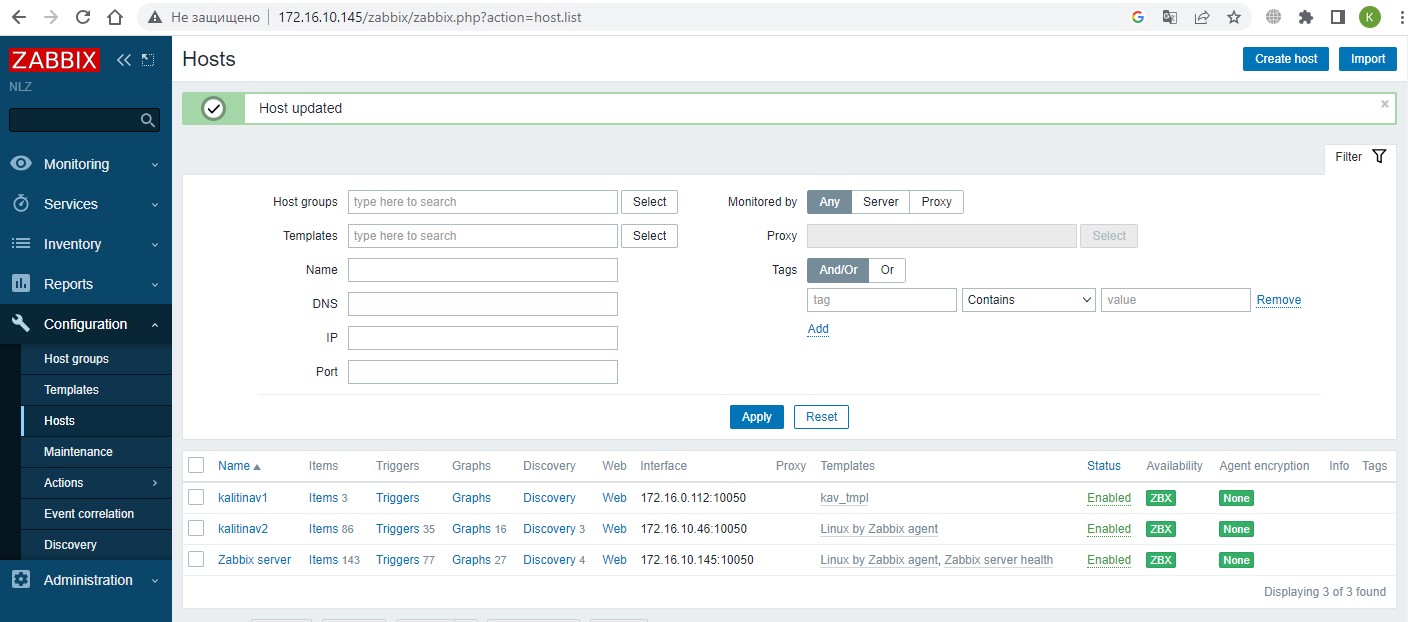 Не защищено 172.16.10.145/zabbix/zabbix.php?action=host.list K
ZABBIX
NLZ
Monitoring
Services
Inventory
Reports
Configuration
Host groups
Templates
Hosts
Maintenance
Actions
Event correlation
Discovery
Administration
Hosts Create host Import
Host updated
Filter
Host groups type here to search Select
Templates type here to search Select
Name
DNS
IP
Port
Monitored by Any Server Proxy
Proxy Select
Tags And/Or Or
tag Contains value Remove
Add
Apply Reset
Name Items Triggers Graphs Discovery Web Interface Proxy Templates Status Availability Agent encryption Info Tags
kalitinav1 Items 3 Triggers Graphs Discovery Web 172.16.0.112:10050 kav_tmpl Enabled ZBX None
kalitinav2 Items 86 Triggers 35 Graphs 16 Discovery 3 Web 172.16.10.46:10050 Linux by Zabbix agent Enabled ZBX None
Zabbix server Items 143 Triggers 77 Graphs 27 Discovery 4 Web 172.16.10.145:10050 Linux by Zabbix agent, Zabbix server health Enabled ZBX None
Displaying 3 of 3 found